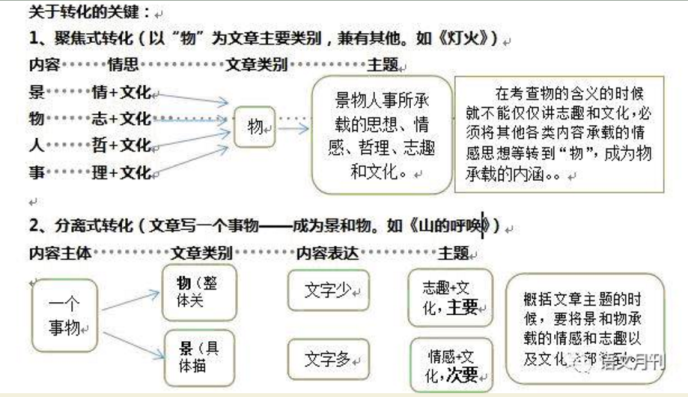 关于转化的关键：
1、聚焦式转化（以“物”为文章主要类别，兼有其他。如《灯火》）
内容……情思…………文章类别………主题
景……情+文化
物……志+文化
人……哲+文化
事……理+文化
物
景物人事所承
载的思想、情
感、哲理、志趣
和文化。
在考查物的含义的时候
就不能仅仅讲志趣和文化，必
须将其他各类内容承载的情
感思想等转到“物”，成为物
承载的内涵。。
2、分离式转化（文章写一个事物——成为景和物。如《山的呼唤》）
内容主体………文章类别………内容表达………主题
一个
事物
物（整
体关
文字少
志趣+文
化，主要
景（具
体描
文字多
情感+文
化，次要
概括文章主题的时
候，要将景和物承
载的情感和志趣以
及文化
语文月刊